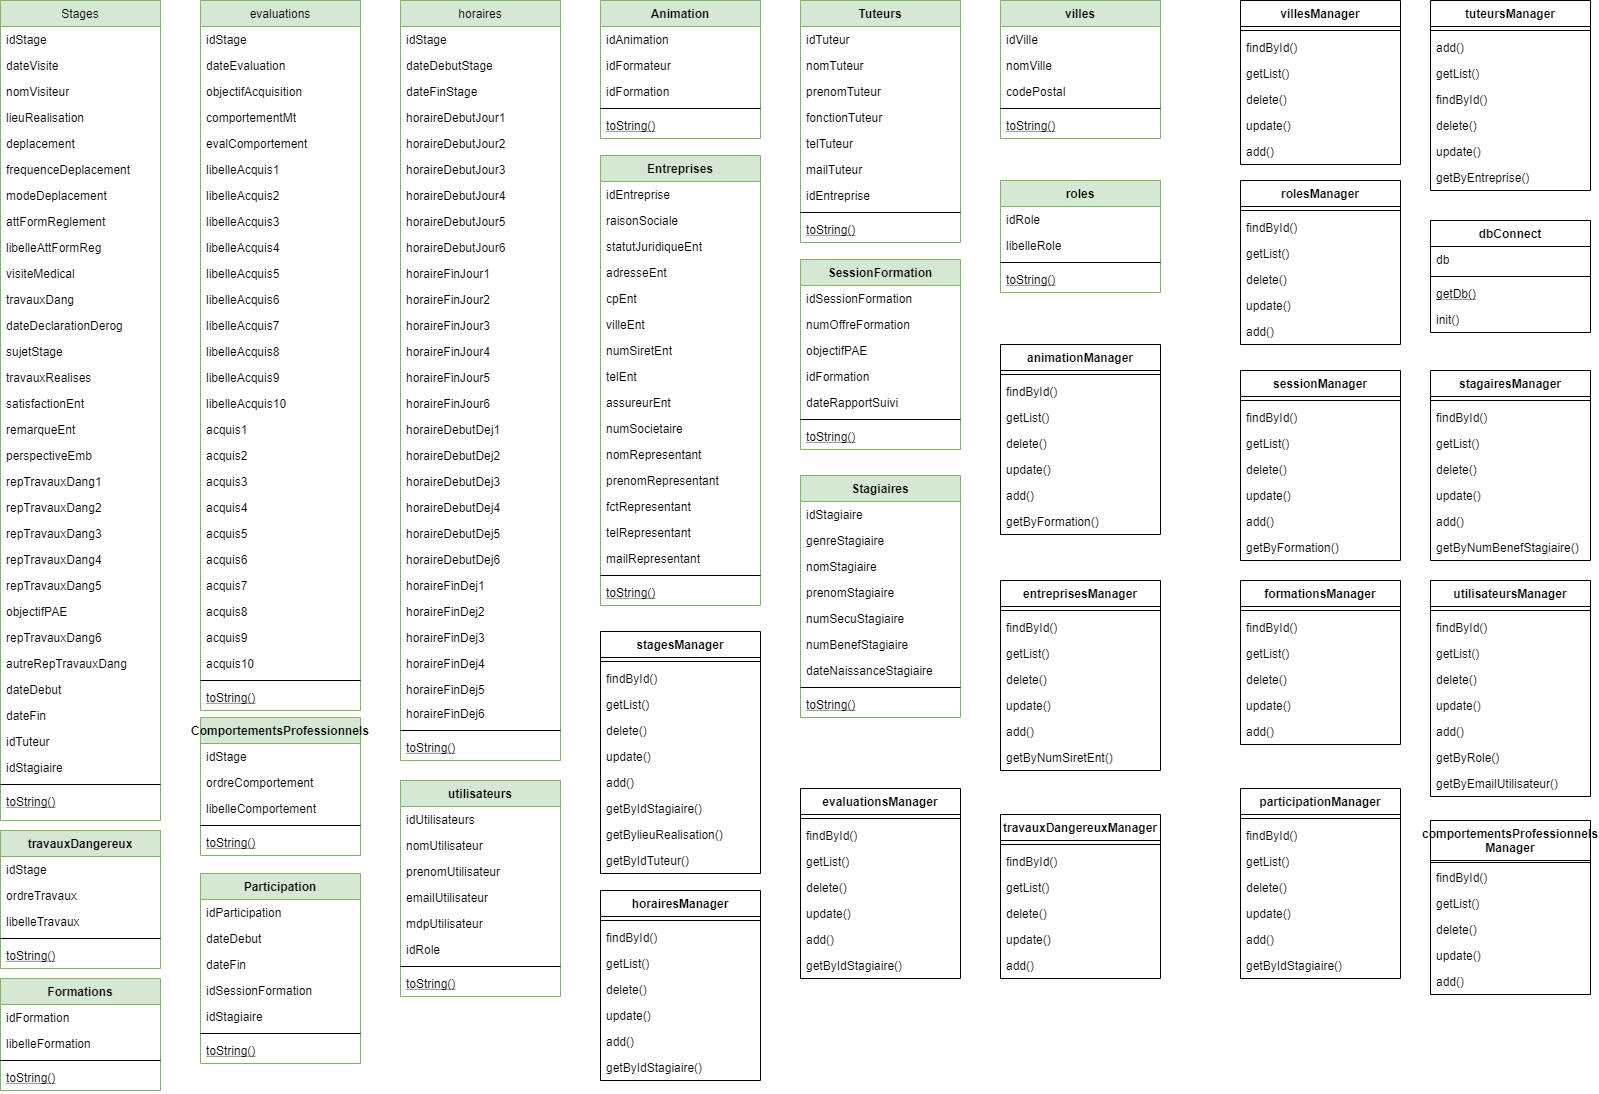 Stages
idStage
dateVisite
nomVisiteur
lieuRealisation
deplacement
frequenceDeplacement
modeDeplacement
attFormReglement
libelleAttFormReg
visiteMedical
travauxDang
dateDeclarationDerog
sujetStage
travauxRealises
satisfactionEnt
remarqueEnt
perspectiveEmb
repTravauxDang1
repTravauxDang2
repTravauxDang3
repTravauxDang4
repTravauxDang5
objectifPAE
repTravauxDang6
autreRepTravauxDang
dateDebut
dateFin
idTuteur
idStagiaire
toString()
travauxDangereux
idStage
ordreTravaux
libelleTravaux
toString()
Formations
idFormation
libelleFormation
toString()
evaluations
idStage
dateEvaluation
objectifAcquisition
comportementMt
evalComportement
libelleAcquis1
libelleAcquis2
libelleAcquis3
libelleAcquis4
libelleAcquis5
libelleAcquis6
libelleAcquis7
libelleAcquis8
libelleAcquis9
libelleAcquis10
acquis1
acquis2
acquis3
acquis4
acquis5
acquis6
acquis7
acquis8
acquis9
acquis10
toString()
ComportementsProfessionnels
idStage
ordreComportement
libelleComportement
toString()
Participation
idParticipation
dateDebut
dateFin
idSessionFormation
idStagiaire
toString()
horaires
idStage
dateDebutStage
dateFinStage
horaireDebutJour1
horaireDebutJour2
horaireDebutJour3
horaireDebutJour4
horaireDebutJour5
horaireDebutJour6
horaireFinJour1
horaireFinJour2
horaireFinJour3
horaireFinJour4
horaireFinJour5
horaireFinJour6
horaireDebutDej1
horaireDebutDej2
horaireDebutDej3
horaireDebutDej4
horaireDebutDej5
horaireDebutDej6
horaireFinDej1
horaireFinDej2
horaireFinDej3
horaireFinDej4
horaireFinDej5
horaireFinDej6
toString()
utilisateurs
idUtilisateurs
nomUtilisateur
prenomUtilisateur
emailUtilisateur
mdpUtilisateur
idRole
toString()
Animation
idAnimation
idFormateur
idFormation
toString()
Entreprises
idEntreprise
raisonSociale
statutJuridiqueEnt
adresseEnt
cpEnt
villeEnt
numSiretEnt
telEnt
assureurEnt
numSocietaire
nomRepresentant
prenomRepresentant
fctRepresentant
telRepresentant
mailRepresentant
toString()
stagesManager
findById()
getList()
delete()
update()
add()
getByIdStagiaire()
getBylieuRealisation()
getByIdTuteur()
horairesManager
findById()
getList()
delete()
update()
add()
getByIdStagiaire()
Tuteurs
idTuteur
nomTuteur
prenomTuteur
fonctionTuteur
telTuteur
mailTuteur
idEntreprise
toString()
SessionFormation
idSessionFormation
numOffreFormation
objectifPAE
idFormation
dateRapportSuivi
toString()
Stagiaires
idStagiaire
genreStagiaire
nomStagiaire
prenomStagiaire
numSecuStagiaire
numBenefStagiaire
dateNaissanceStagiaire
toString()
evaluationsManager
findById()
getList()
delete()
update()
add()
getByIdStagiaire()
villes
idVille
nomVille
codePostal
toString()
roles
idRole
libelleRole
toString()
animationManager
findById()
getList()
delete()
update()
add()
getByFormation()
entreprisesManager
findById()
getList()
delete()
update()
add()
getByNumSiretEnt()
travauxDangereuxManager
findById()
getList()
delete()
update()
add()
villesManager
findById()
getList()
delete()
update()
add()
rolesManager
findById()
getList()
delete()
update()
add()
sessionManager
findById()
getList()
delete()
update()
add()
getByFormation()
formationsManager
findById()
getList()
delete()
update()
add()
participationManager
findById()
getList()
delete()
update()
add()
getByIdStagiaire()
tuteursManager
add()
getList()
findById()
delete()
update()
getByEntreprise()
dbConnect
db
getDb()
init()
stagairesManager
findById()
getList()
delete()
update()
add()
getByNumBenefStagiaire()
utilisateursManager
findById()
getList()
delete()
update()
add()
getByRole()
getByEmailUtilisateur()
comportementsProfessionnels
Manager
findById()
getList()
delete()
update()
add()